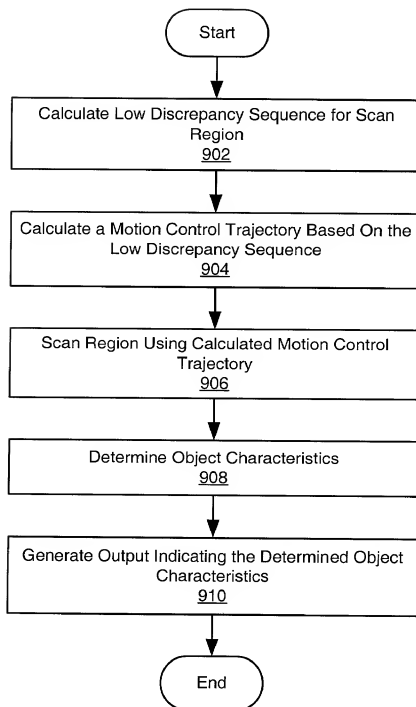 Start
Calculate Low Discrepancy Sequence for Scan
Region
902
Calculate a Motion Control Trajectory Based On the
Low Discrepancy Sequence
904
Scan Region Using Calculated Motion Control
Trajectory
906
Determine Object Characteristics
908
Generate Output Indicating the Determined Object
Characteristics
910
End